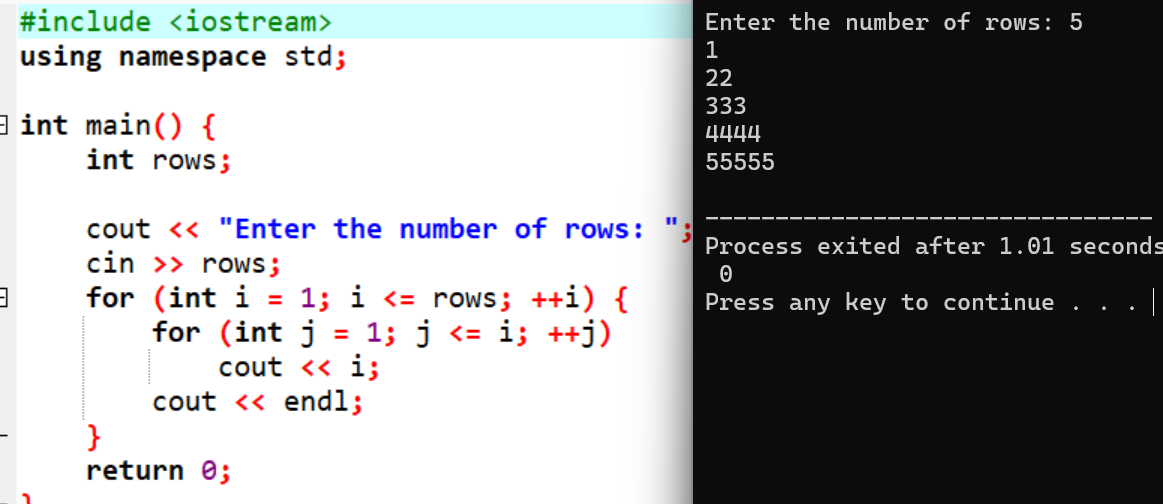 #include <iostream>
using namespace std;
int main() {
int rows;
cout << "Enter the number of rows: ";
cin >> rows;
for (int i = 1; i <= rows; ++i) {
for (int j = 1; j <= i; ++j)
cout << i;
cout << endl;
}
return 0;
}
Enter the number of rows: 5
1
22
333
4444
55555
--------------------------------
Process exited after 1.01 seconds
0
Press any key to continue . . .